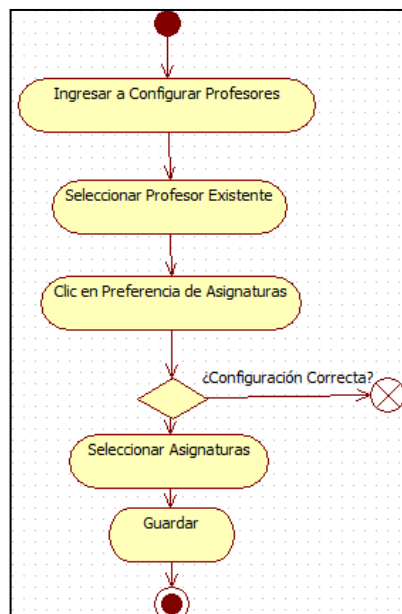 Ingresar a Configurar Profesores
Seleccionar Profesor Existente
Clic en Preferencia de Asignaturas
¿Configuración Correcta?
Seleccionar Asignaturas
Guardar